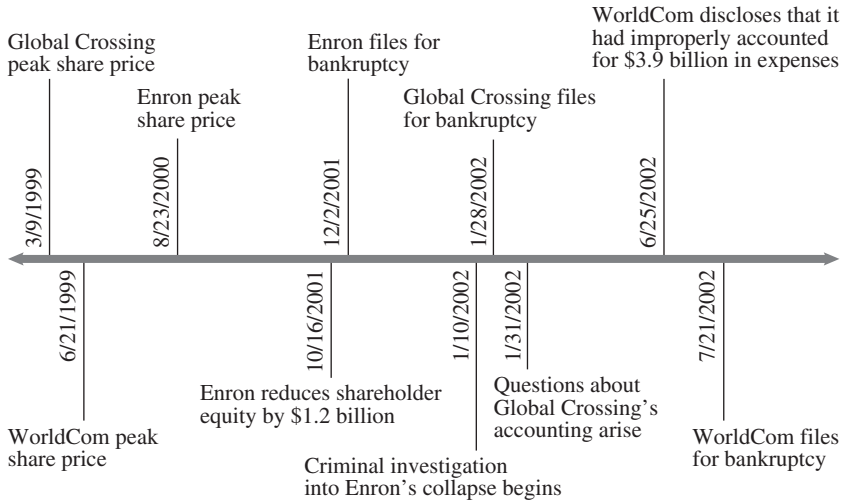 Global Crossing
peak share price
3/9/1999
6/21/1999
WorldCom peak
share price
Enron peak
share price
8/23/2000
10/16/2001
Enron reduces shareholder
equity by $1.2 billion
Enron files for
bankruptcy
12/2/2001
1/10/2002
Criminal investigation
into Enron’s collapse begins
Global Crossing files
for bankruptcy
1/28/2002
1/31/2002
Questions about
Global Crossing’s
accounting arise
WorldCom discloses that it
had improperly accounted
for $3.9 billion in expenses
6/25/2002
7/21/2002
WorldCom files
for bankruptcy